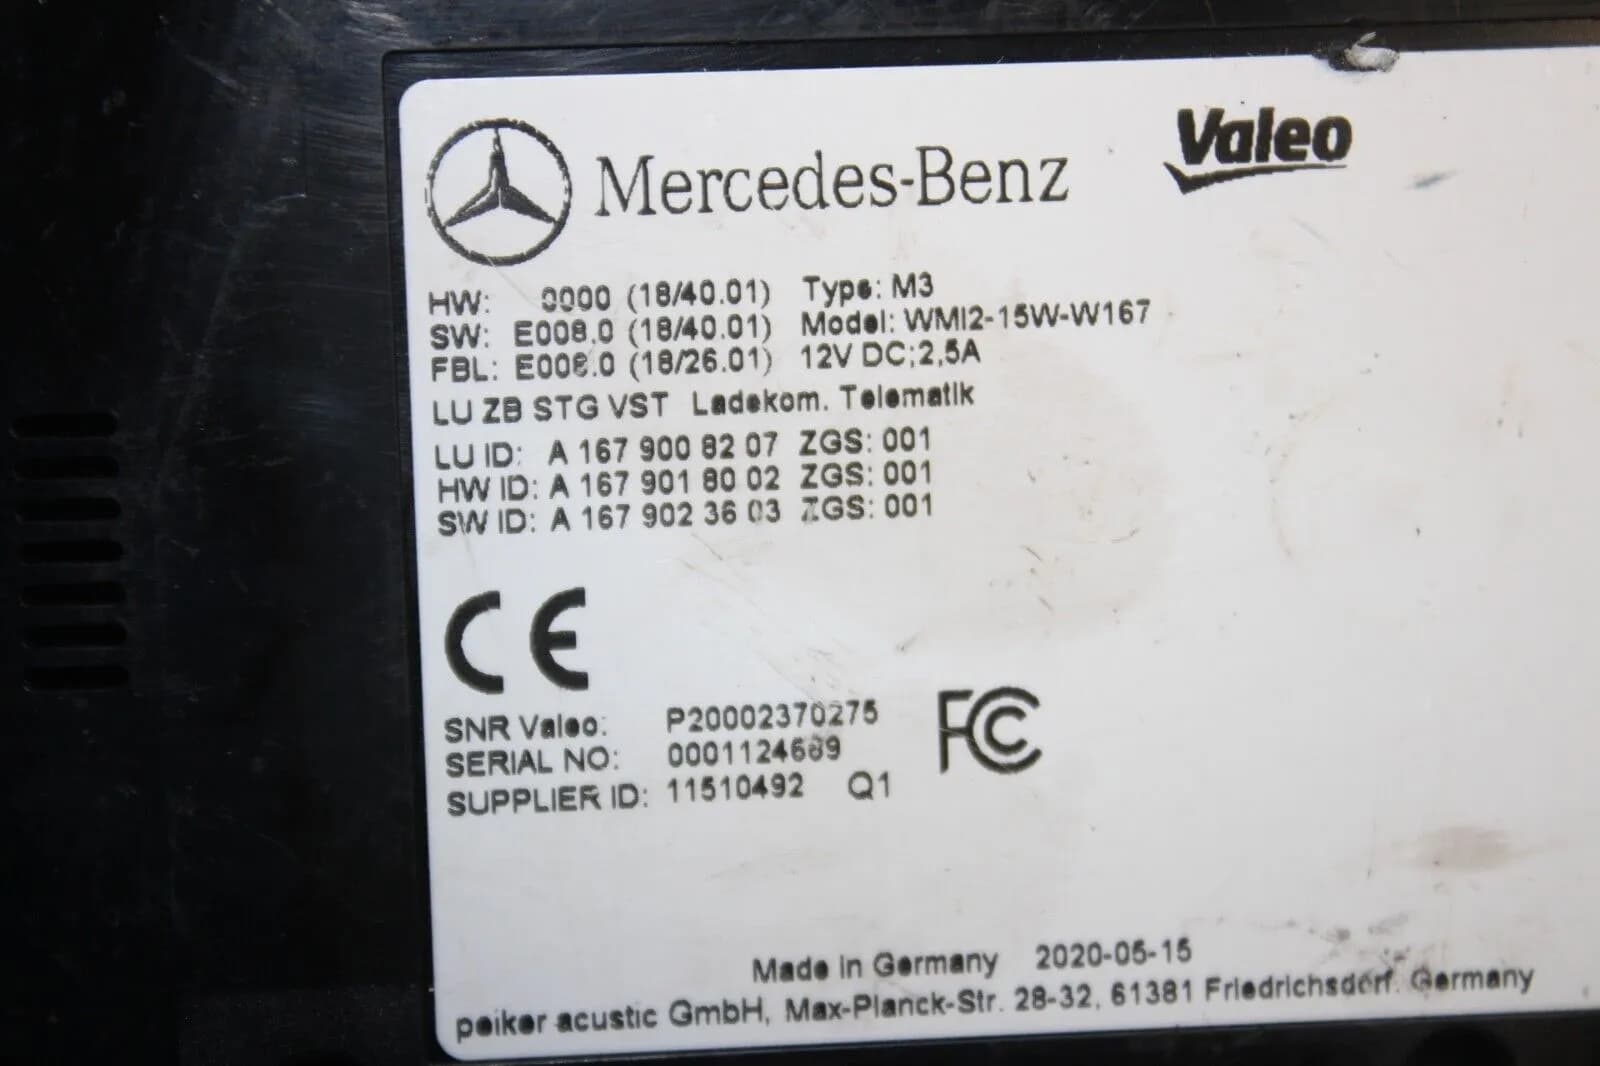 Mercedes-Benz Valeo
HW: 0000 (18/40.01) Type: M3
SW: E008.0 (18/40.01) Model: WMI2-15W-W167
FBL: E008.0 (18/26.01) 12V DC;2,5A
LU ZB STG VST Ladekom. Telematik
LU ID: A 167 900 82 07 ZGS: 001
HW ID: A 167 901 80 02 ZGS: 001
SW ID: A 167 902 36 03 ZGS: 001
CE
SNR Valeo: P20002370275
FC
SERIAL NO:
SUPPLIER ID: 11510492 Q1
Made in Germany 2020-05-15
peiker acustic GmbH, Max-Planck-Str. 28-32, 61381 Friedrichsdorf. Germany